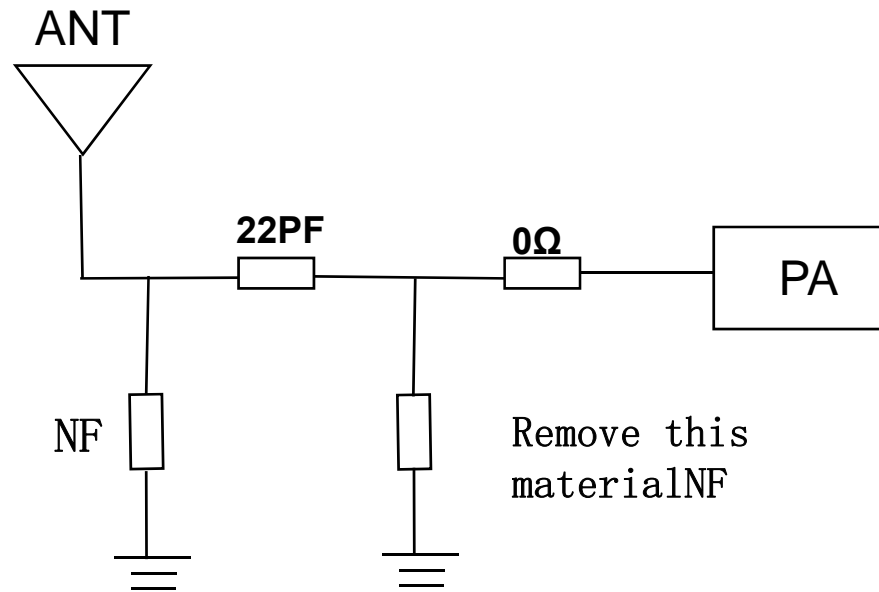 ANT
22PF
0Ω
PA
NF
Remove this
materialNF